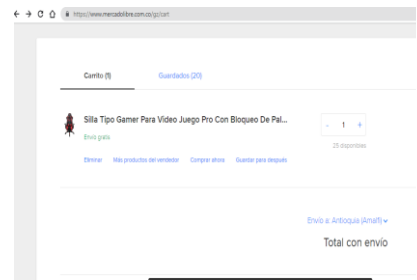 https://www.mercadolibre.com.co/gz/cart
Carrito (1) Guardados (20)
Silla Tipo Gamer Para Video Juego Pro Con Bloqueo De Pal...
- 1 +
Envío gratis
25 disponibles
Eliminar Más productos del vendedor Comprar ahora Guardar para después
Envío a: Antioquia (Amalfi)
Total con envío